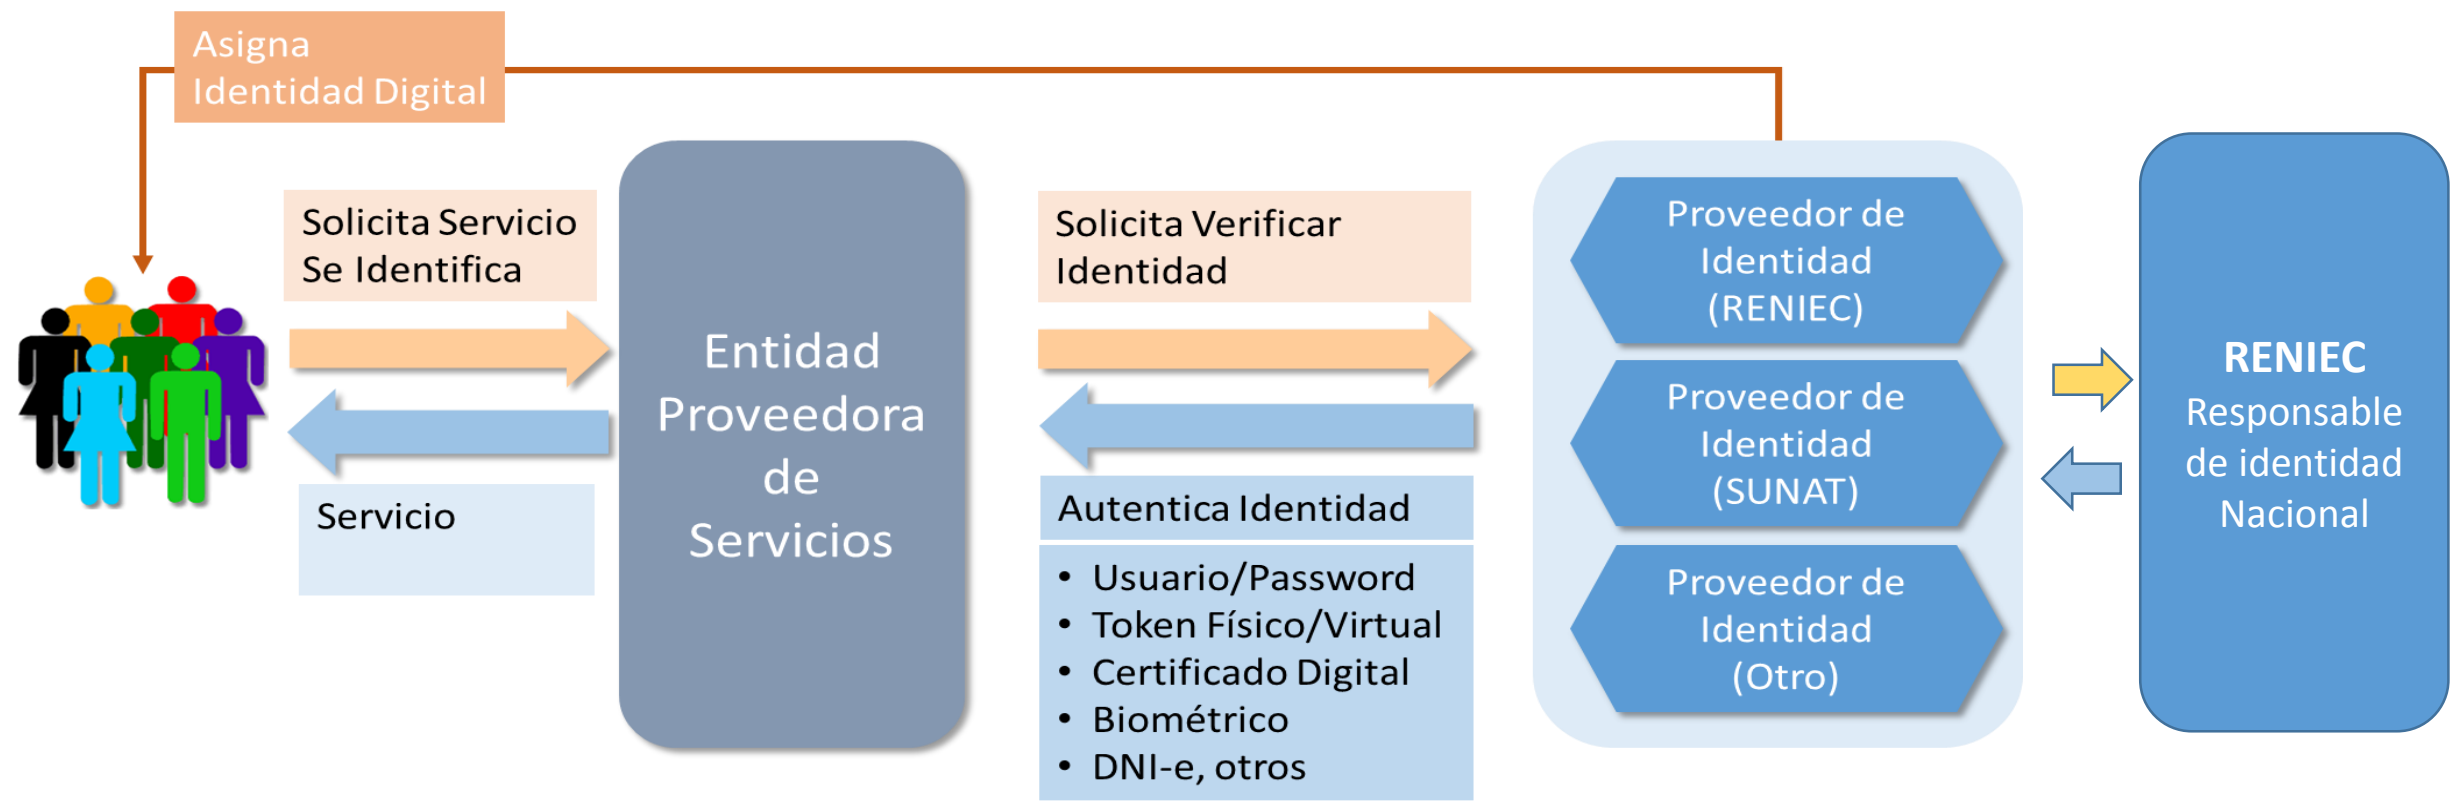 Asigna
Identidad Digital
Solicita Servicio
Se Identifica
Servicio
Entidad
Proveedora
de
Servicios
Solicita Verificar
Identidad
Autentica Identidad
• Usuario/Password
• Token Físico/Virtual
• Certificado Digital
• Biométrico
• DNI-e, otros
Proveedor de
Identidad
(RENIEC)
Proveedor de
Identidad
(SUNAT)
Proveedor de
Identidad
(Otro)
RENIEC
Responsable
de identidad
Nacional